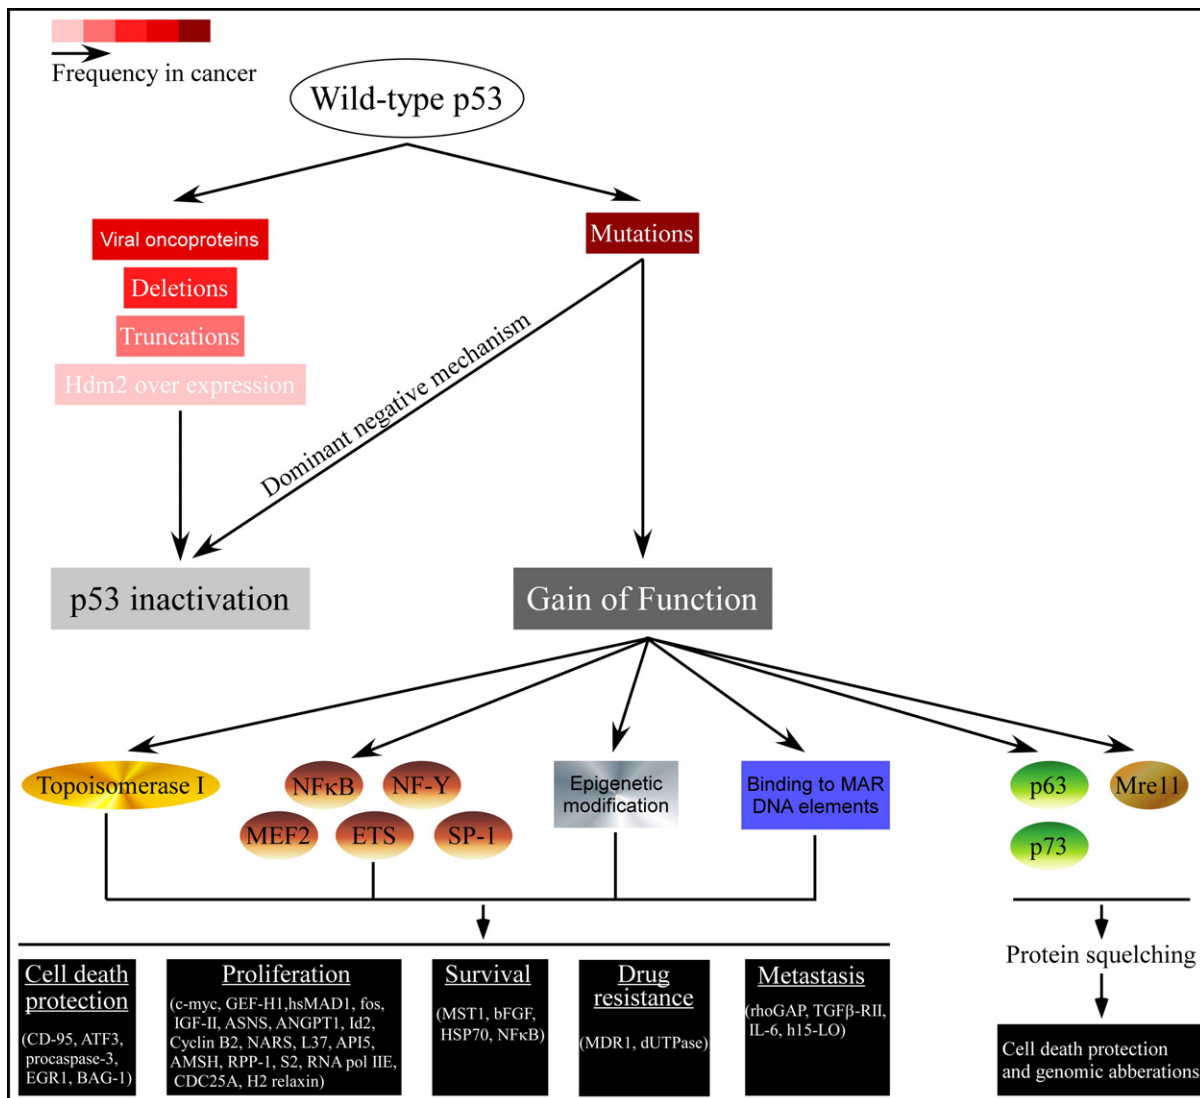 Frequency in cancer
Wild-type p53
Viral oncoproteins
Deletions
Truncations
Hdm2 over expression
Mutations
Dominant negative mechanism
p53 inactivation
Gain of Function
Topoisomerase I
NFκB
NF-Y
MEF2
ETS
SP-1
Epigenetic
modification
Binding to MAR
DNA elements
p63
Mre11
p73
Cell death
protection
(CD-95, ATF3,
procaspase-3,
EGR1, BAG-1)
Proliferation
(c-myc, GEF-H1,hsMAD1, fos,
IGF-II, ASNS, ANGPT1, Id2,
Cyclin B2, NARS, L37, API5,
AMSH, RPP-1, S2, RNA pol IIE,
CDC25A, H2 relaxin)
Survival
(MST1, bFGF,
HSP70, NFκB)
Drug
resistance
(MDR1, dUTPase)
Metastasis
(rhoGAP, TGFβ-RII,
IL-6, h15-LO)
Protein squelching
Cell death protection
and genomic abberations